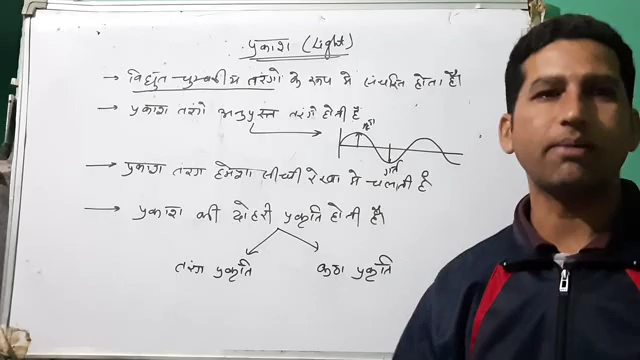 प्रकाश (Light)
→ विद्युत चुम्बकीय तरंगो के रूप मे संचरित होता है।
→ प्रकाश तरंगे अनुप्रस्त तरंगे होती है
गर्त
→ प्रकाश तरंग हमेशा सीधी रेखा मे चलती है
→ प्रकाश की दोहरी प्रकृति होती है।
तरंग प्रकृति कण प्रकृति